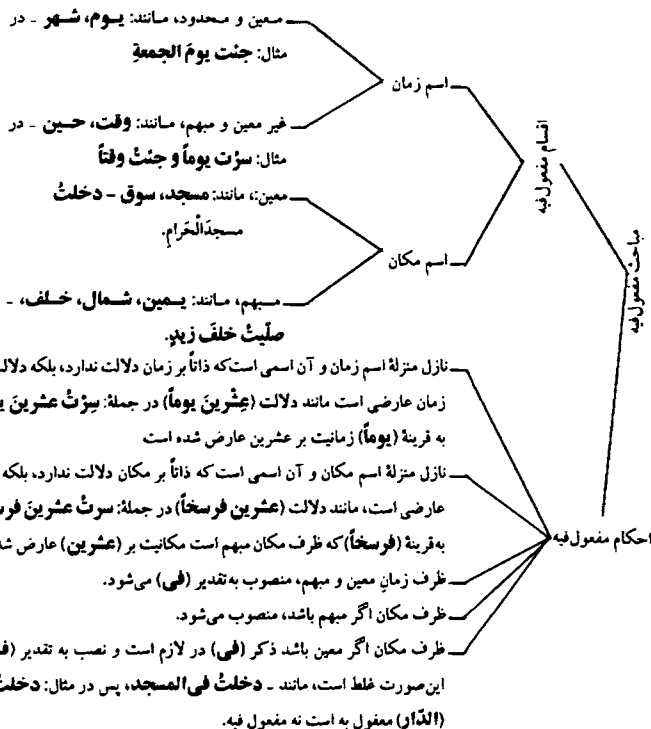 مباحث مفعول‌فیه
اقسام مفعول‌فیه
اسم زمان
معین و محدود، مانند: یوم، شهر - در
مثال: جئت یومَ الجمعةِ
غیر معین و مبهم، مانند: وقت، حین - در
مثال: سرْت یوماً و جئتُ وقتاً
اسم مکان
معین:، مانند: مسجد، سوق - دخلتُ
مسجدَالْحَرامِ.
مبهم، مانند: یمین، شمال، خلف، -
صلّیتُ خلفَ زیدٍ.
احکام مفعول‌فیه
نازل منزلهٔ اسم زمان و آن اسمی است‌که ذاتاً بر زمان دلالت ندارد، بلکه
زمان عارضی است مانند دلالت (عِشْرینَ یوماً) در جملهٔ: سِرْتُ عشرینَ
به قرینهٔ (یوماً) زمانیت بر عشرین عارض شده است
نازل منزلهٔ اسم مکان و آن اسمی است که ذاتاً بر مکان دلالت ندارد، بلکه
عارضی است، مانند دلالت (عشرین فرسخاً) در جملهٔ: سرتُ عشرینَ
به‌قرینهٔ (فرسخاً) که ظرف مکان مبهم است مکانیت بر (عشرین) عارض
ظرف زمانِ معین و مبهم، منصوب به‌تقدیر (فی) می‌شود.
ظرف مکان اگر مبهم باشد، منصوب می‌شود.
ظرف مکان اگر معین باشد ذکر (فی) در لازم است و نصب به تقدیر
این‌صورت غلط است، مانند - دخلتُ فی‌المسجد، پس در مثال:
(الدّار) مفعول به است نه مفعول فیه.